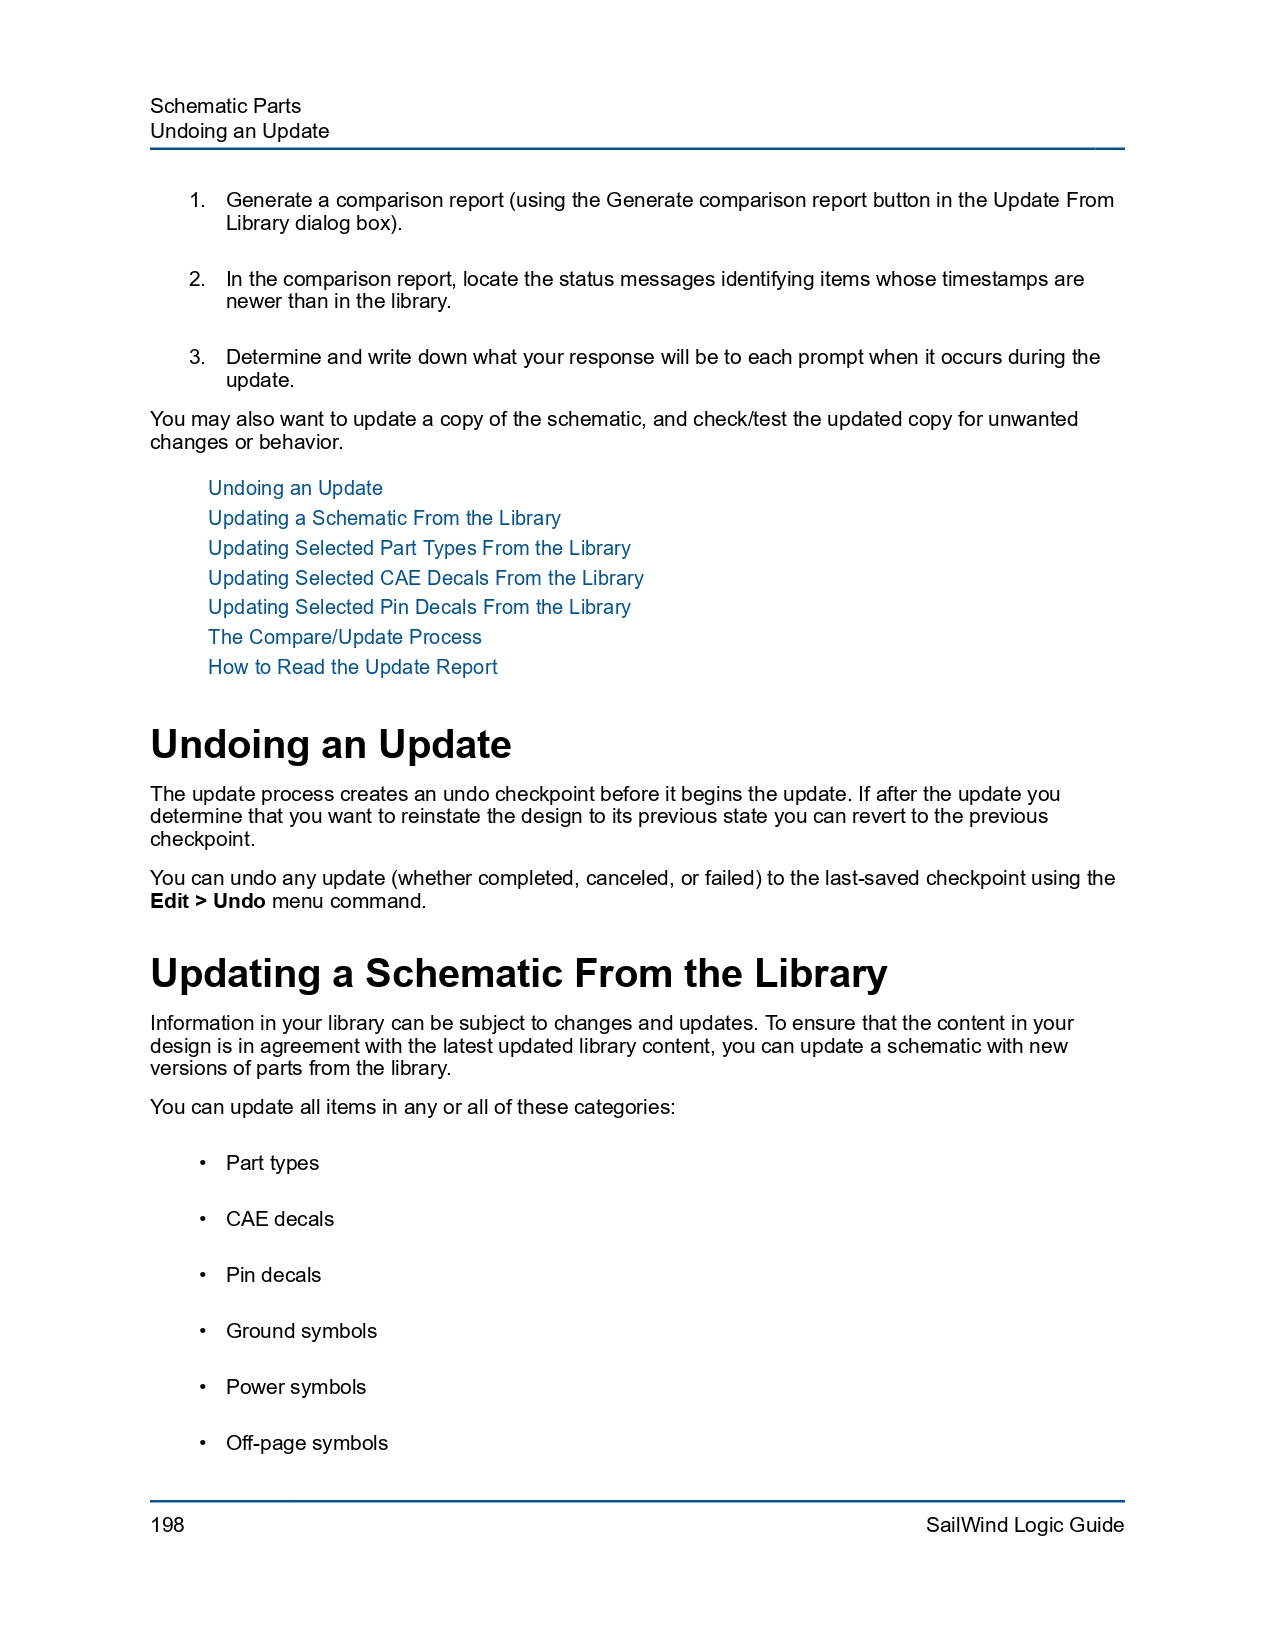 Schematic Parts
Undoing an Update
1. Generate a comparison report (using the Generate comparison report button in the Update From
Library dialog box).
2. In the comparison report, locate the status messages identifying items whose timestamps are
newer than in the library.
3. Determine and write down what your response will be to each prompt when it occurs during the
update.
You may also want to update a copy of the schematic, and check/test the updated copy for unwanted
changes or behavior.
Undoing an Update
Updating a Schematic From the Library
Updating Selected Part Types From the Library
Updating Selected CAE Decals From the Library
Updating Selected Pin Decals From the Library
The Compare/Update Process
How to Read the Update Report
Undoing an Update
The update process creates an undo checkpoint before it begins the update. If after the update you
determine that you want to reinstate the design to its previous state you can revert to the previous
checkpoint.
You can undo any update (whether completed, canceled, or failed) to the last-saved checkpoint using the
Edit > Undo menu command.
Updating a Schematic From the Library
Information in your library can be subject to changes and updates. To ensure that the content in your
design is in agreement with the latest updated library content, you can update a schematic with new
versions of parts from the library.
You can update all items in any or all of these categories:
• Part types
• CAE decals
• Pin decals
• Ground symbols
• Power symbols
• Off-page symbols
198
SailWind Logic Guide